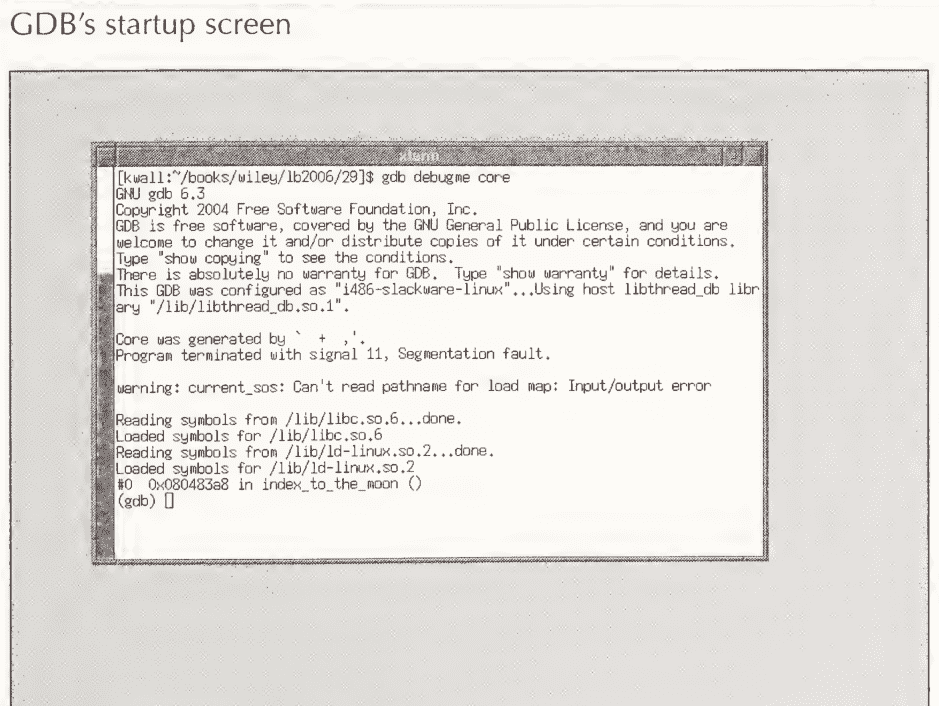 GDB's startup screen
xterm
[kwall:~/books/wiley/lb2006/29]$ gdb debugme core
GNU gdb 6.3
Copyright 2004 Free Software Foundation, Inc.
GDB is free software, covered by the GNU General Public License, and you are
welcome to change it and/or distribute copies of it under certain conditions.
Type "show copying" to see the conditions.
There is absolutely no warranty for GDB.  Type "show warranty" for details.
This GDB was configured as "i486-slackware-linux"...Using host libthread_db libr
ary "/lib/libthread_db.so.1".
Core was generated by `  +  ,'.
Program terminated with signal 11, Segmentation fault.
warning: current_sos: Can't read pathname for load map: Input/output error
Reading symbols from /lib/libc.so.6...done.
Loaded symbols for /lib/libc.so.6
Reading symbols from /lib/ld-linux.so.2...done.
Loaded symbols for /lib/ld-linux.so.2
#0  0x080483a8 in index_to_the_moon ()
(gdb)